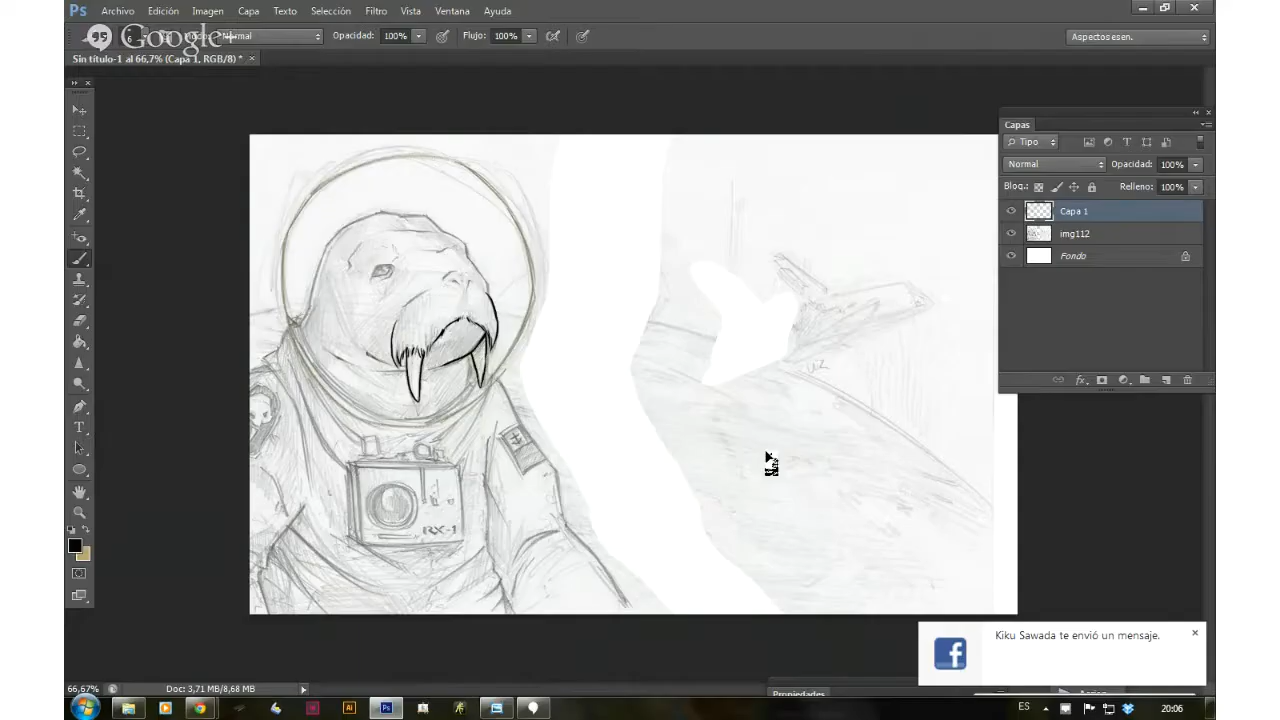 Ps Archivo Edición Imagen Capa Texto Selección Filtro Vista Ventana Ayuda
Google+ Normal Opacidad: 100% Flujo: 100% Aspectos esen.
Sin título-1 al 66,7% (Capa 1, RGB/8) *
Capas
Tipo
Normal Opacidad: 100%
Bloq.: Relleno: 100%
Capa 1
img112
Fondo
RX-1
Kiku Sawada te envió un mensaje.
66,67% Doc: 3,71 MB/8,68 MB
Propiedades
ES 20:06